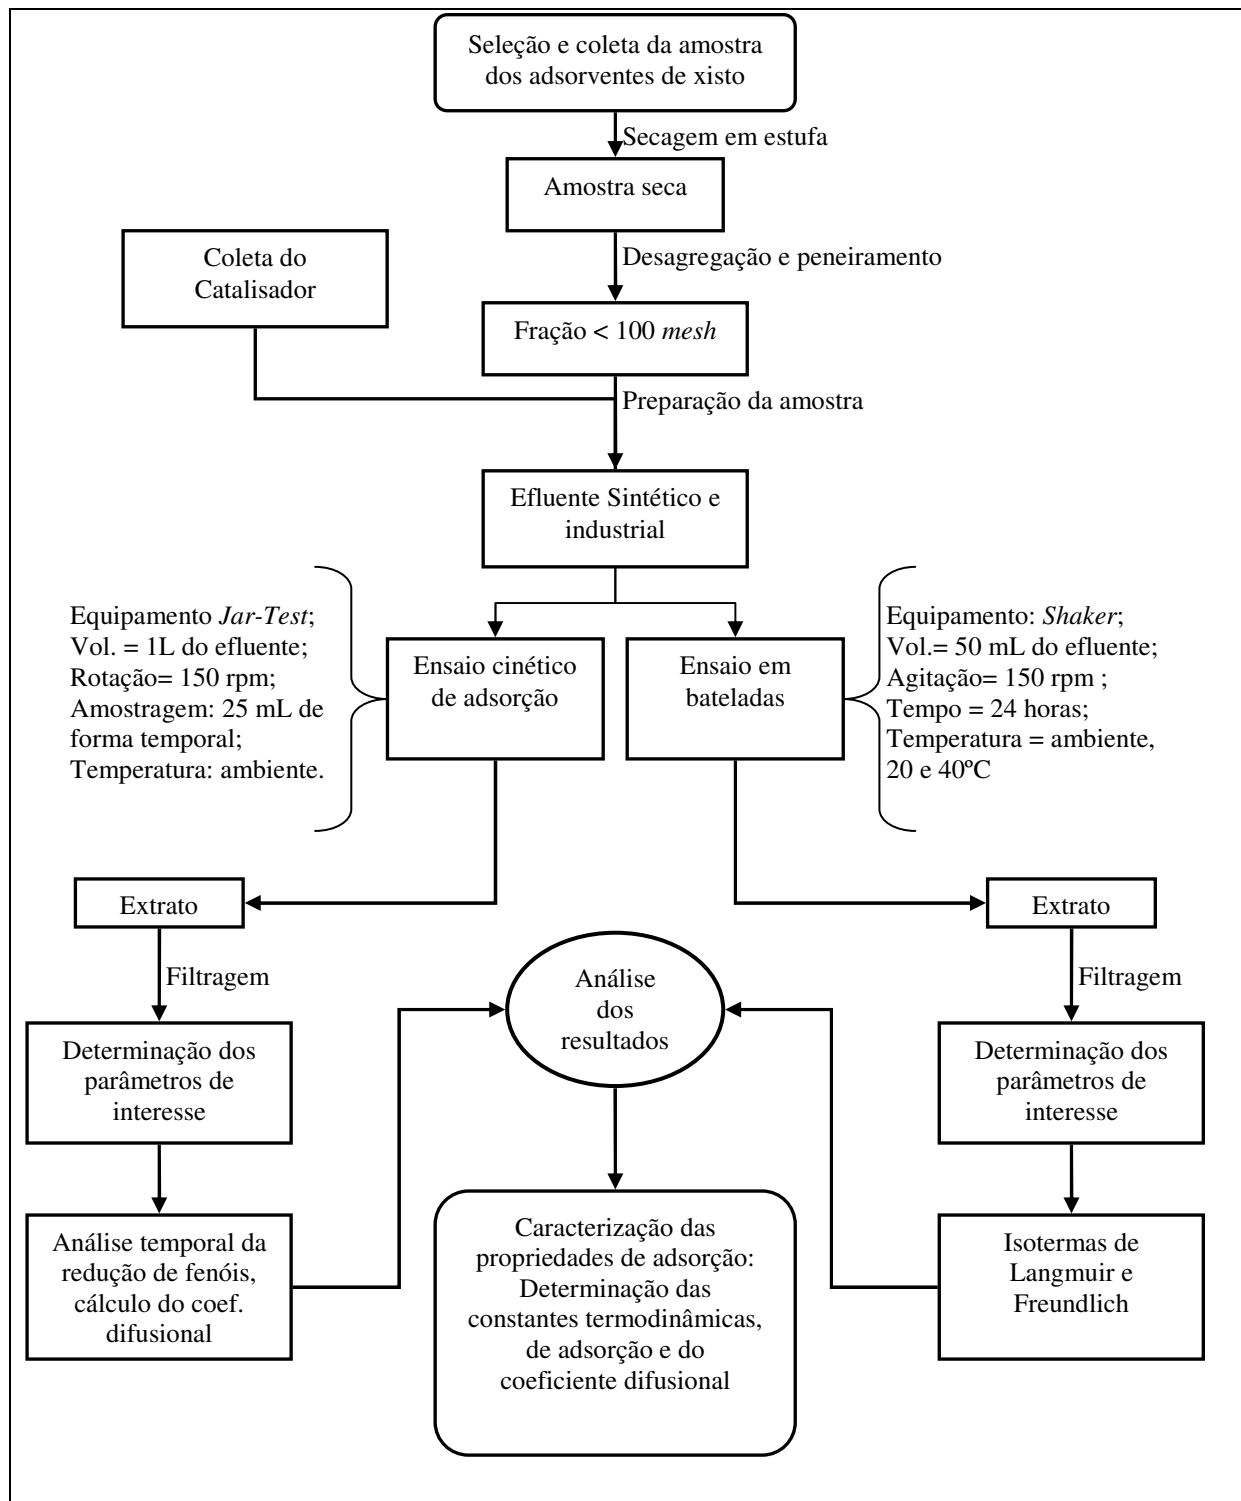 Seleção e coleta da amostra
dos adsorventes de xisto
Secagem em estufa
Amostra seca
Coleta do
Catalisador
Desagregação e peneiramento
Fração < 100 mesh
Preparação da amostra
Efluente Sintético e
industrial
Equipamento Jar-Test;
Vol. = 1L do efluente;
Rotação= 150 rpm;
Amostragem: 25 mL de
forma temporal;
Temperatura: ambiente.
Ensaio cinético
de adsorção
Ensaio em
bateladas
Equipamento: Shaker;
Vol.= 50 mL do efluente;
Agitação= 150 rpm ;
Tempo = 24 horas;
Temperatura = ambiente,
20 e 40ºC
Extrato
Filtragem
Determinação dos
parâmetros de
interesse
Análise temporal da
redução de fenóis,
cálculo do coef.
difusional
Análise
dos
resultados
Caracterização das
propriedades de adsorção:
Determinação das
constantes termodinâmicas,
de adsorção e do
coeficiente difusional
Extrato
Filtragem
Determinação dos
parâmetros de
interesse
Isotermas de
Langmuir e
Freundlich